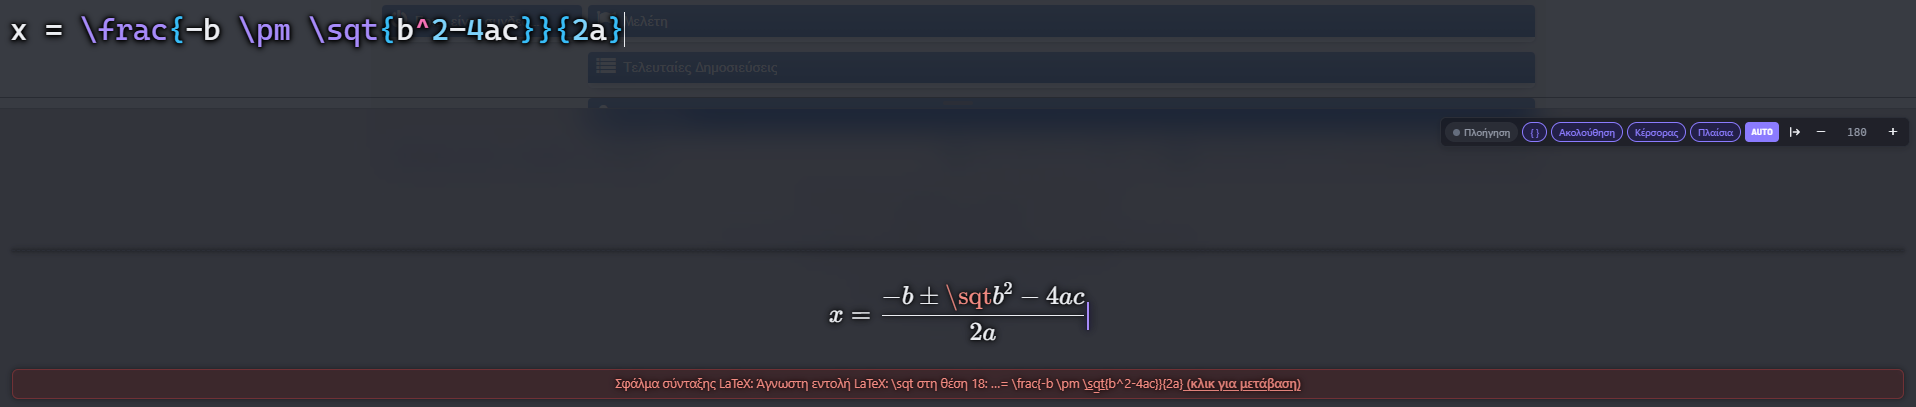 x = \frac{-b \pm \sqt{b^2-4ac}}{2a}
Μελέτη
Τελευταίες Δημοσιεύσεις
Πλοήγηση { } Ακολούθηση Κέρσορας Πλαίσια AUTO − 180 +
x = −b ± \sqtb² − 4ac
2a
Σφάλμα σύνταξης LaTeX: Άγνωστη εντολή LaTeX: \sqt στη θέση 18: ...= \frac{-b \pm \sqt{b^2-4ac}}{2a} (κλικ για μετάβαση)